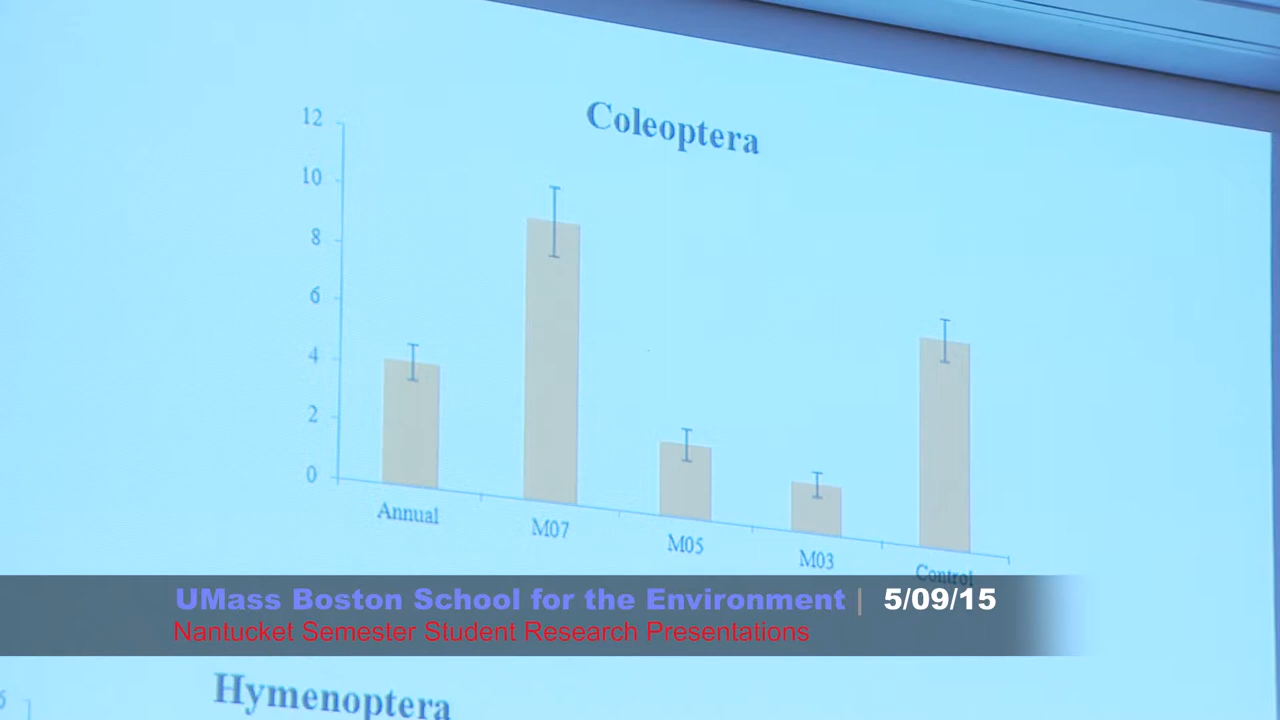 Coleoptera
12
10
8
6
4
2
0
Annual
M07
M05
M03
Control
UMass Boston School for the Environment | 5/09/15
Nantucket Semester Student Research Presentations
Hymenoptera
6